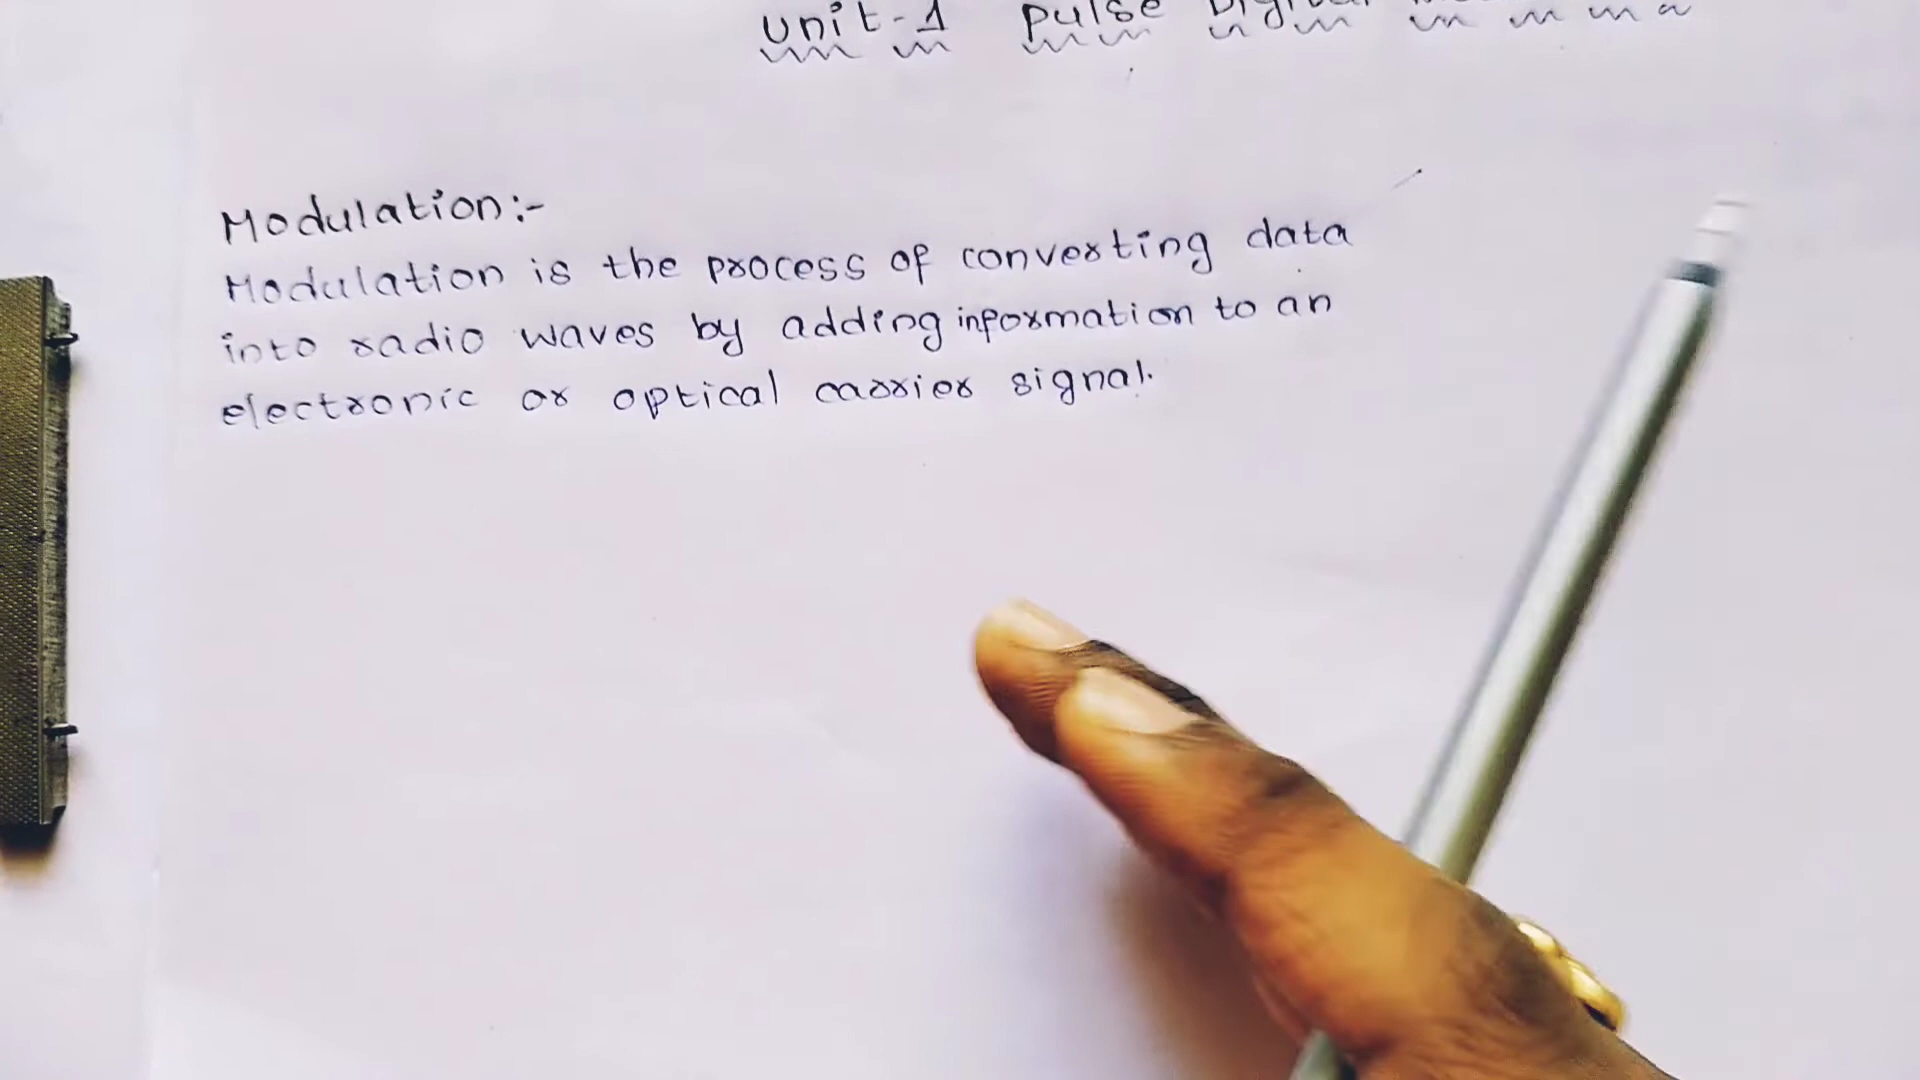 Unit-1 Pulse Digital
Modulation:-
Modulation is the process of converting data
into radio waves by adding information to an
electronic or optical carrier signal.